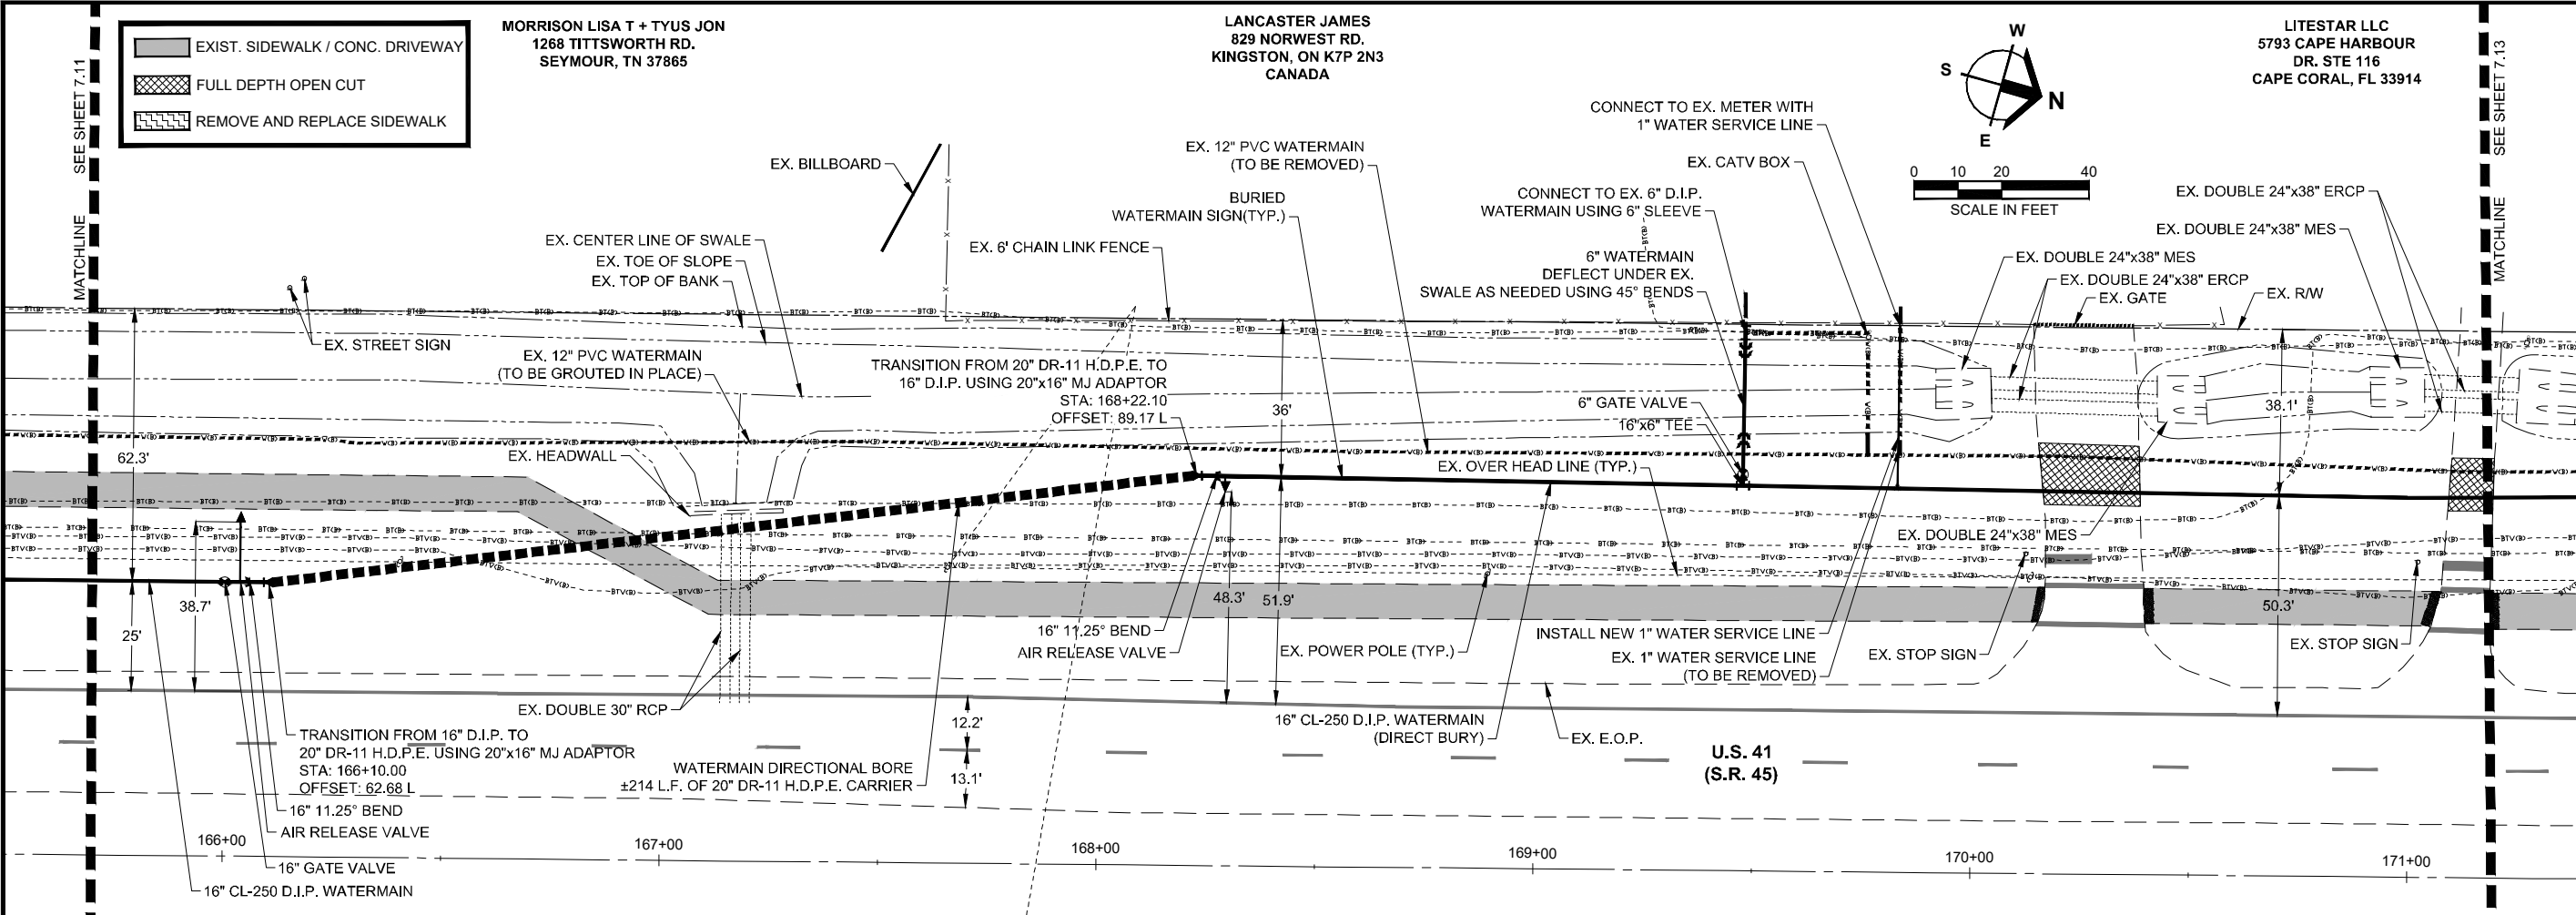 EXIST. SIDEWALK / CONC. DRIVEWAY
FULL DEPTH OPEN CUT
REMOVE AND REPLACE SIDEWALK
SEE SHEET 7.11
MATCHLINE
MORRISON LISA T + TYUS JON
1268 TITTSWORTH RD.
SEYMOUR, TN 37865
LANCASTER JAMES
829 NORWEST RD.
KINGSTON, ON K7P 2N3
CANADA
LITESTAR LLC
5793 CAPE HARBOUR
DR. STE 116
CAPE CORAL, FL 33914
W
S
N
E
0 10 20 40
SCALE IN FEET
SEE SHEET 7.13
MATCHLINE
EX. BILLBOARD
EX. CENTER LINE OF SWALE
EX. TOE OF SLOPE
EX. TOP OF BANK
EX. STREET SIGN
EX. 12" PVC WATERMAIN
(TO BE GROUTED IN PLACE)
EX. HEADWALL
EX. 6' CHAIN LINK FENCE
BURIED
WATERMAIN SIGN(TYP.)
EX. 12" PVC WATERMAIN
(TO BE REMOVED)
CONNECT TO EX. METER WITH
1" WATER SERVICE LINE
EX. CATV BOX
CONNECT TO EX. 6" D.I.P.
WATERMAIN USING 6" SLEEVE
6" WATERMAIN
DEFLECT UNDER EX.
SWALE AS NEEDED USING 45° BENDS
EX. DOUBLE 24"x38" ERCP
EX. DOUBLE 24"x38" MES
EX. DOUBLE 24"x38" MES
EX. DOUBLE 24"x38" ERCP
EX. GATE
EX. R/W
TRANSITION FROM 20" DR-11 H.D.P.E. TO
16" D.I.P. USING 20"x16" MJ ADAPTOR
STA: 168+22.10
OFFSET: 89.17 L
6" GATE VALVE
16"x6" TEE
EX. OVER HEAD LINE (TYP.)
EX. DOUBLE 24"x38" MES
62.3'
36'
38.1'
38.7'
25'
48.3'
51.9'
50.3'
16" 11.25° BEND
AIR RELEASE VALVE
EX. POWER POLE (TYP.)
INSTALL NEW 1" WATER SERVICE LINE
EX. 1" WATER SERVICE LINE
(TO BE REMOVED)
EX. STOP SIGN
EX. STOP SIGN
EX. DOUBLE 30" RCP
TRANSITION FROM 16" D.I.P. TO
20" DR-11 H.D.P.E. USING 20"x16" MJ ADAPTOR
STA: 166+10.00
OFFSET: 62.68 L
16" 11.25° BEND
AIR RELEASE VALVE
16" GATE VALVE
16" CL-250 D.I.P. WATERMAIN
WATERMAIN DIRECTIONAL BORE
±214 L.F. OF 20" DR-11 H.D.P.E. CARRIER
12.2'
13.1'
16" CL-250 D.I.P. WATERMAIN
(DIRECT BURY)
EX. E.O.P.
U.S. 41
(S.R. 45)
166+00
167+00
168+00
169+00
170+00
171+00